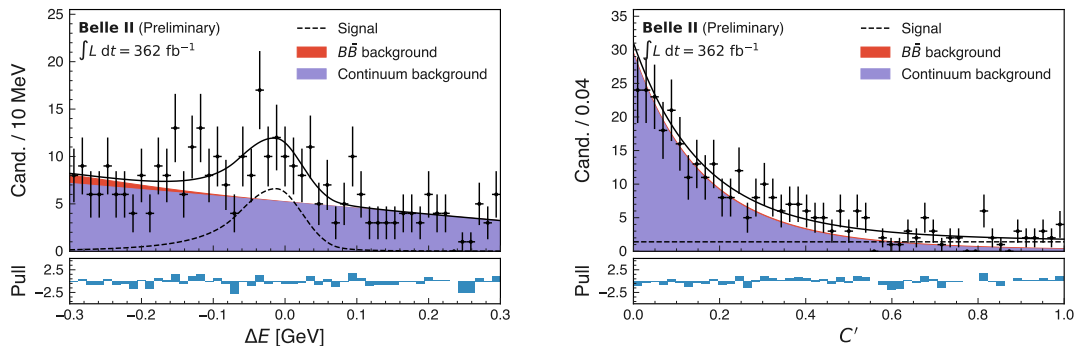 Belle II (Preliminary)
∫L dt = 362 fb⁻¹
Signal
BB̄ background
Continuum background
Cand. / 10 MeV
25
20
15
10
5
0
Pull
2.5
−2.5
−0.3 −0.2 −0.1 0.0 0.1 0.2 0.3
ΔE [GeV]
Belle II (Preliminary)
∫L dt = 362 fb⁻¹
Signal
BB̄ background
Continuum background
Cand. / 0.04
35
30
25
20
15
10
5
0
Pull
2.5
−2.5
0.0 0.2 0.4 0.6 0.8 1.0
C′